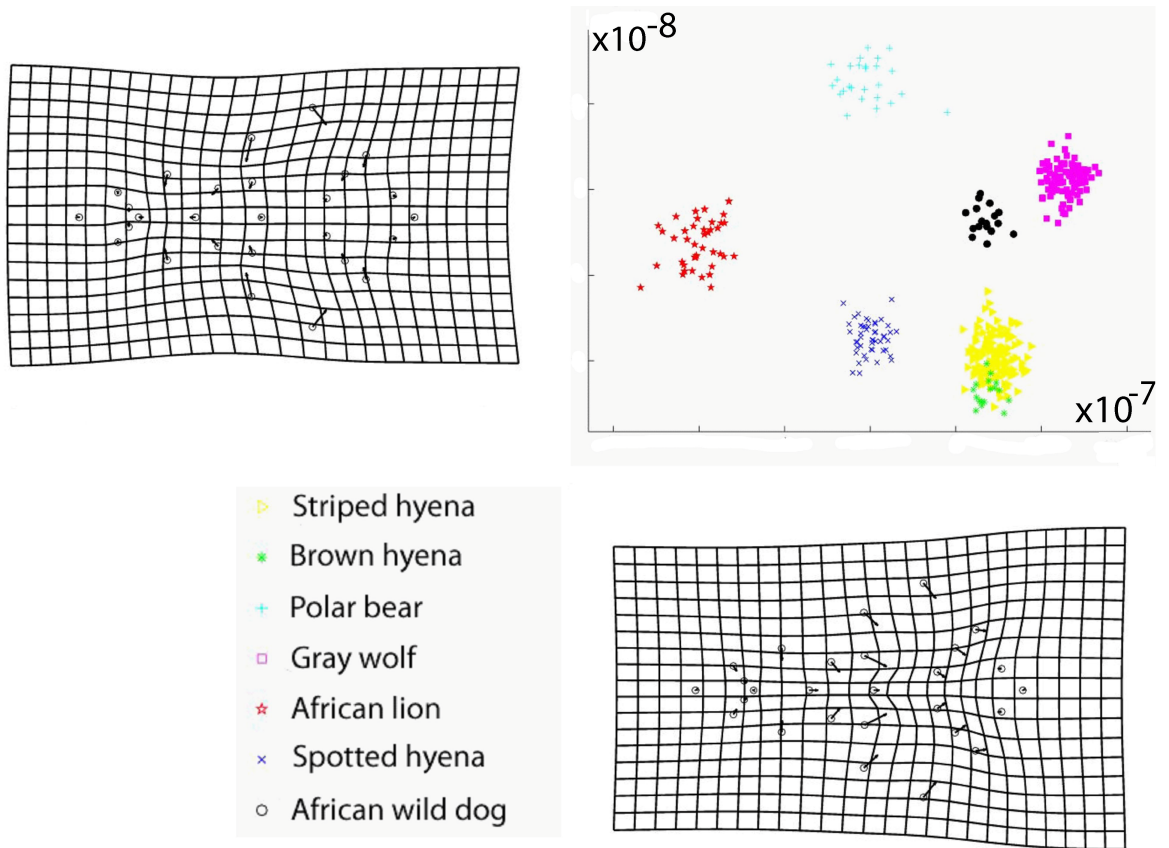 x10-8
x10-7
Striped hyena
Brown hyena
Polar bear
Gray wolf
African lion
Spotted hyena
African wild dog